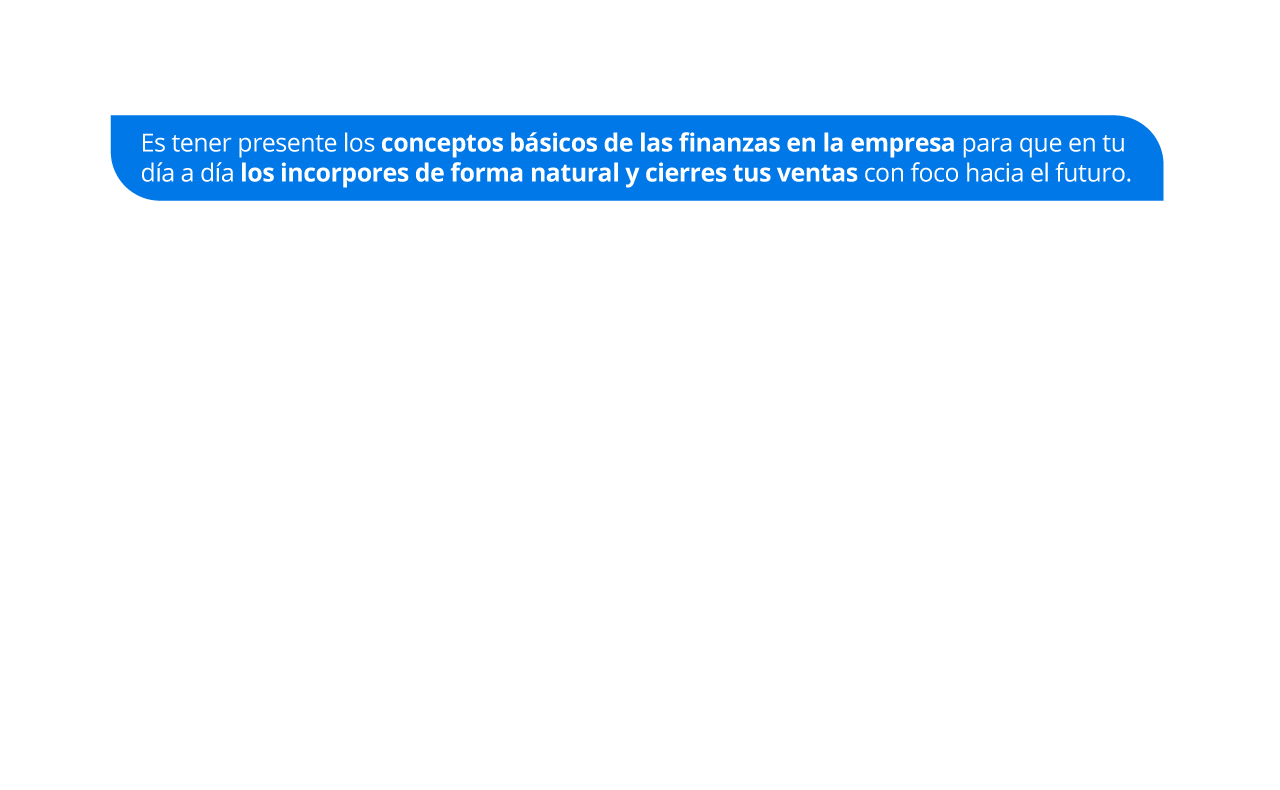 Es tener presente los conceptos básicos de las finanzas en la empresa para que en tu
día a día los incorpores de forma natural y cierres tus ventas con foco hacia el futuro.